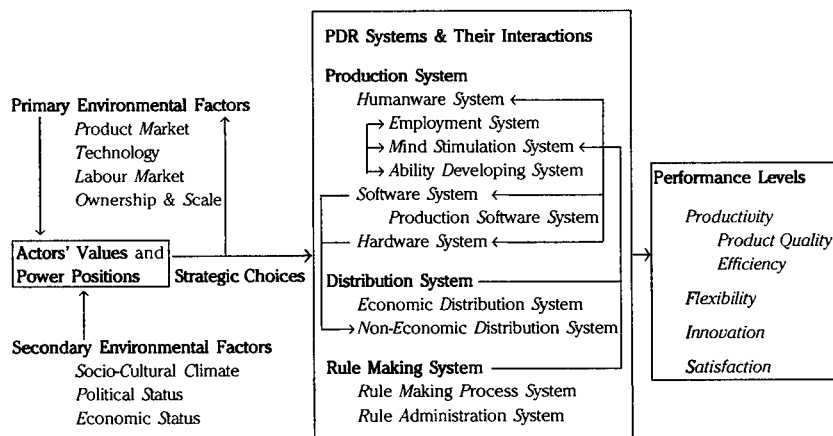 PDR Systems & Their Interactions
Production System
Primary Environmental Factors
Humanware System
Product Market
Employment System
Technology
Mind Stimulation System
Labour Market
Ability Developing System
Ownership & Scale
Software System
Production Software System
Hardware System
Actors' Values and
Power Positions
Strategic Choices
Distribution System
Economic Distribution System
Non-Economic Distribution System
Secondary Environmental Factors
Socio-Cultural Climate
Political Status
Economic Status
Rule Making System
Rule Making Process System
Rule Administration System
Performance Levels
Productivity
Product Quality
Efficiency
Flexibility
Innovation
Satisfaction